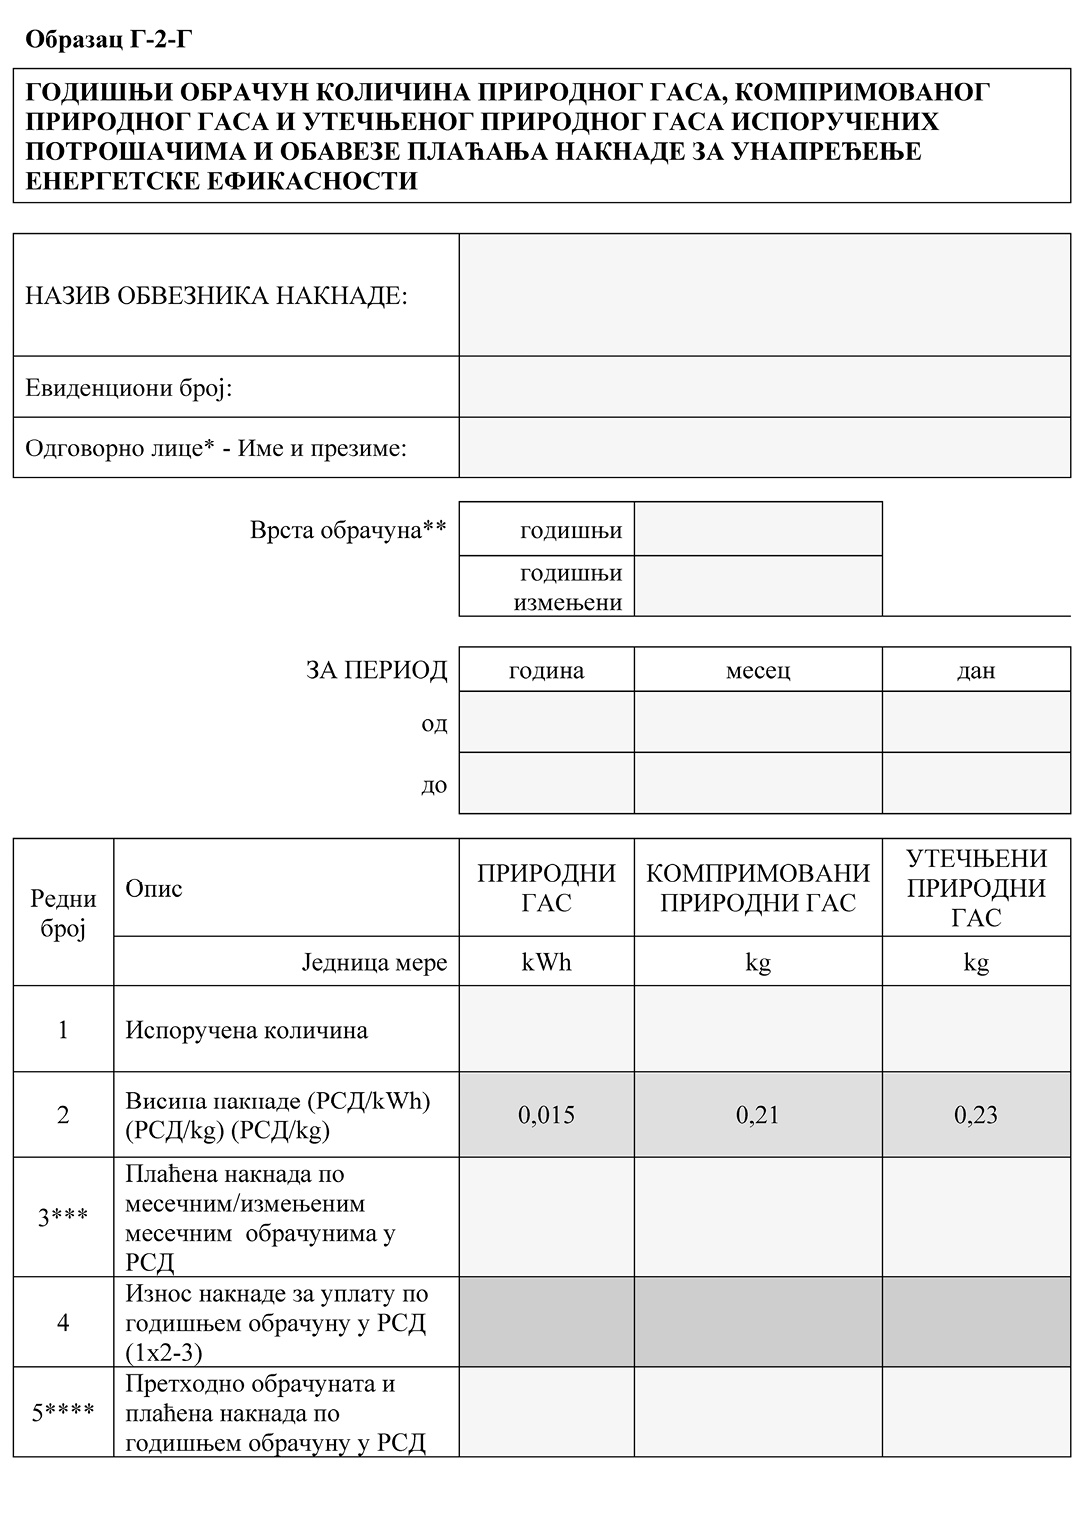 Образац Г-2-Г
ГОДИШЊИ ОБРАЧУН КОЛИЧИНА ПРИРОДНОГ ГАСА, КОМПРИМОВАНОГ
ПРИРОДНОГ ГАСА И УТЕЧЊЕНОГ ПРИРОДНОГ ГАСА ИСПОРУЧЕНИХ
ПОТРОШАЧИМА И ОБАВЕЗЕ ПЛАЋАЊА НАКНАДЕ ЗА УНАПРЕЂЕЊЕ
ЕНЕРГЕТСКЕ ЕФИКАСНОСТИ
НАЗИВ ОБВЕЗНИКА НАКНАДЕ:
Евиденциони број:
Одговорно лице* - Име и презиме:
Врста обрачуна** годишњи
годишњи
измењени
ЗА ПЕРИОД година месец дан
од
до
Редни
број
Опис
ПРИРОДНИ
ГАС
КОМПРИМОВАНИ
ПРИРОДНИ ГАС
УТЕЧЊЕНИ
ПРИРОДНИ
ГАС
Јединица мере kWh kg kg
1 Испоручена количина
2
Висина накнаде (РСД/kWh)
(РСД/kg) (РСД/kg)
0,015 0,21 0,23
3***
Плаћена накнада по
месечним/измењеним
месечним обрачунима у
РСД
4
Износ накнаде за уплату по
годишњем обрачуну у РСД
(1x2-3)
5****
Претходно обрачуната и
плаћена накнада по
годишњем обрачуну у РСД